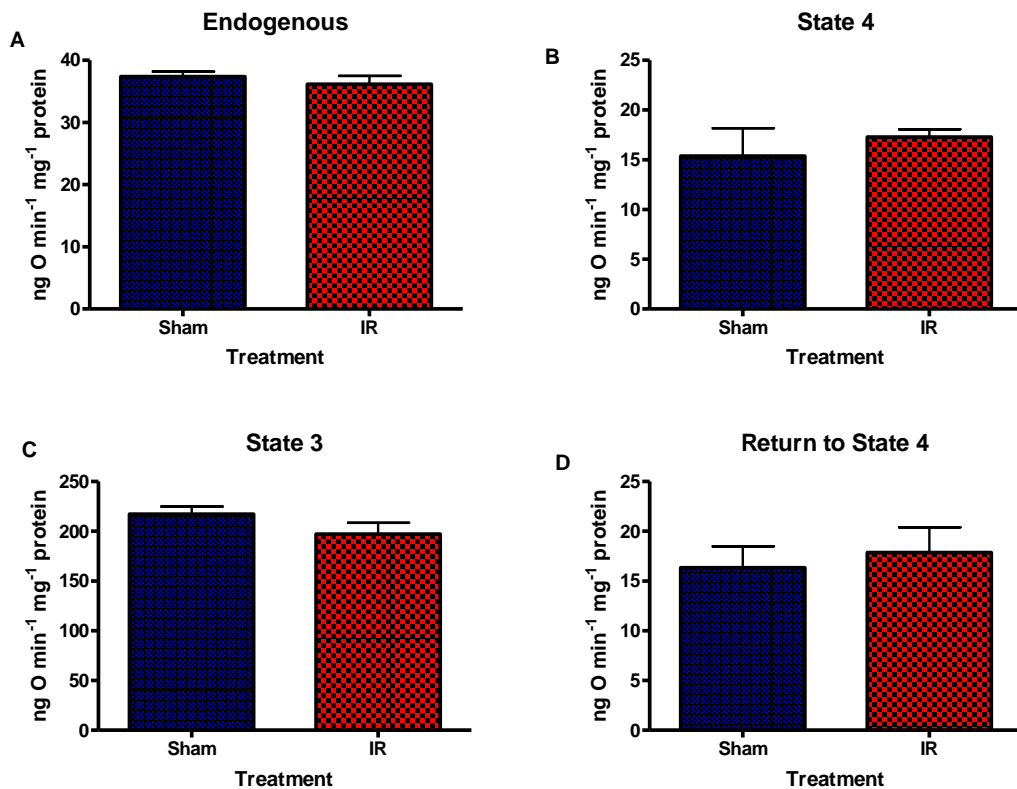 A
Endogenous
ng O min⁻¹ mg⁻¹ protein
40
30
20
10
0
Sham IR
Treatment
B
State 4
ng O min⁻¹ mg⁻¹ protein
25
20
15
10
5
0
Sham IR
Treatment
C
State 3
ng O min⁻¹ mg⁻¹ protein
250
200
150
100
50
0
Sham IR
Treatment
D
Return to State 4
ng O min⁻¹ mg⁻¹ protein
25
20
15
10
5
0
Sham IR
Treatment